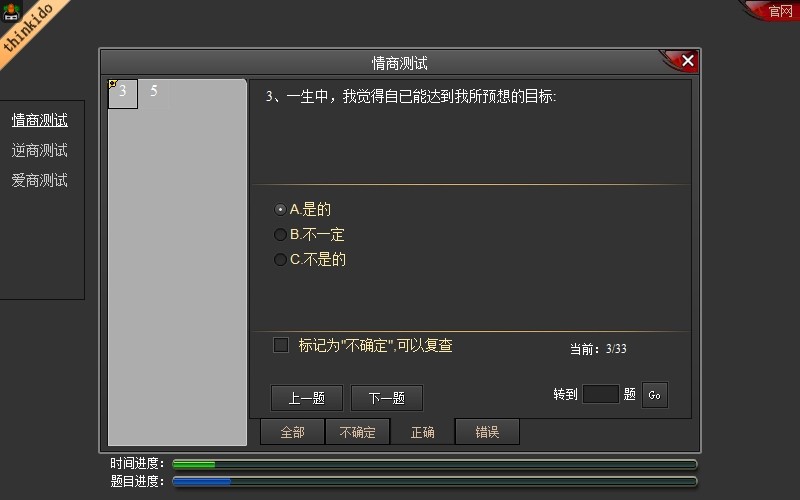 thinkido
官网
情商测试
情商测试
逆商测试
爱商测试
3 5
3、一生中，我觉得自已能达到我所预想的目标:
A.是的
B.不一定
C.不是的
标记为"不确定",可以复查
当前：3/33
上一题 下一题 转到 题 Go
全部 不确定 正确 错误
时间进度：
题目进度：